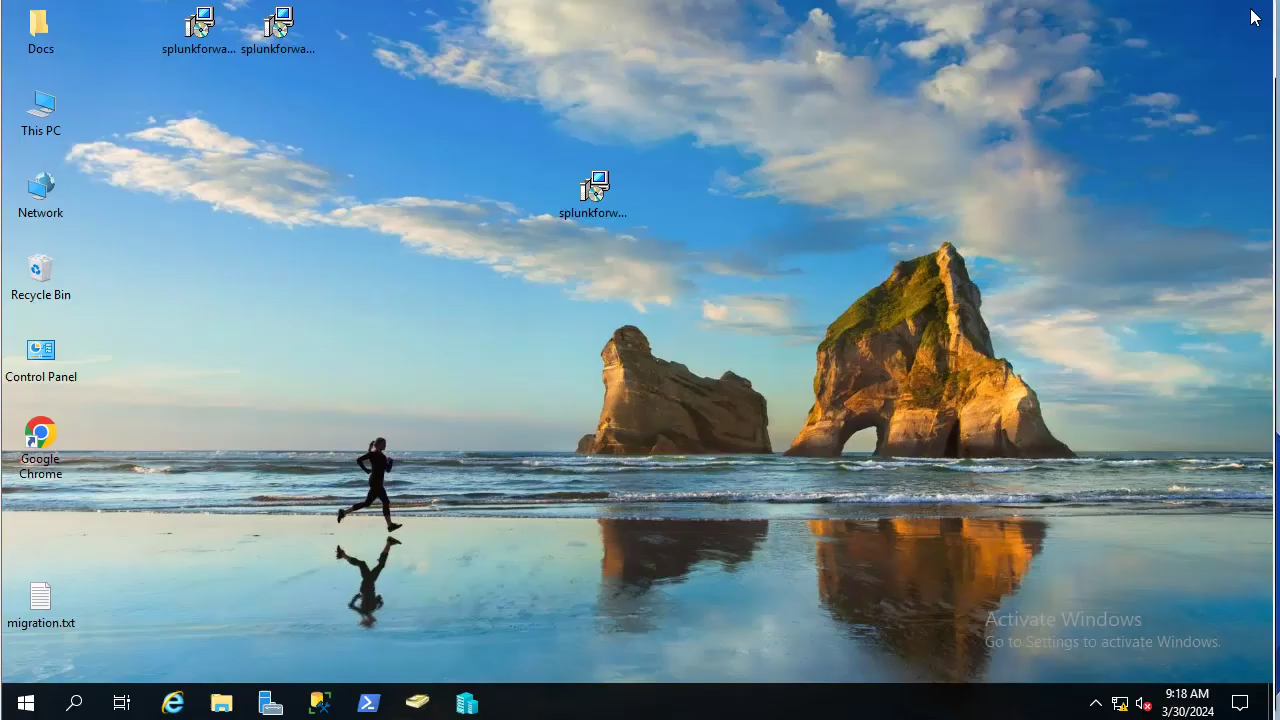 Docs
splunkforwa...
splunkforwa...
This PC
Network
splunkforw...
Recycle Bin
Control Panel
Google
Chrome
migration.txt
Activate Windows
Go to Settings to activate Windows.
9:18 AM
3/30/2024